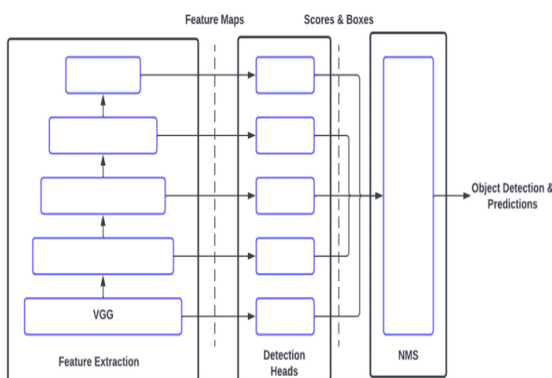 Feature Maps
Scores & Boxes
VGG
Feature Extraction
Detection
Heads
NMS
Object Detection &
Predictions